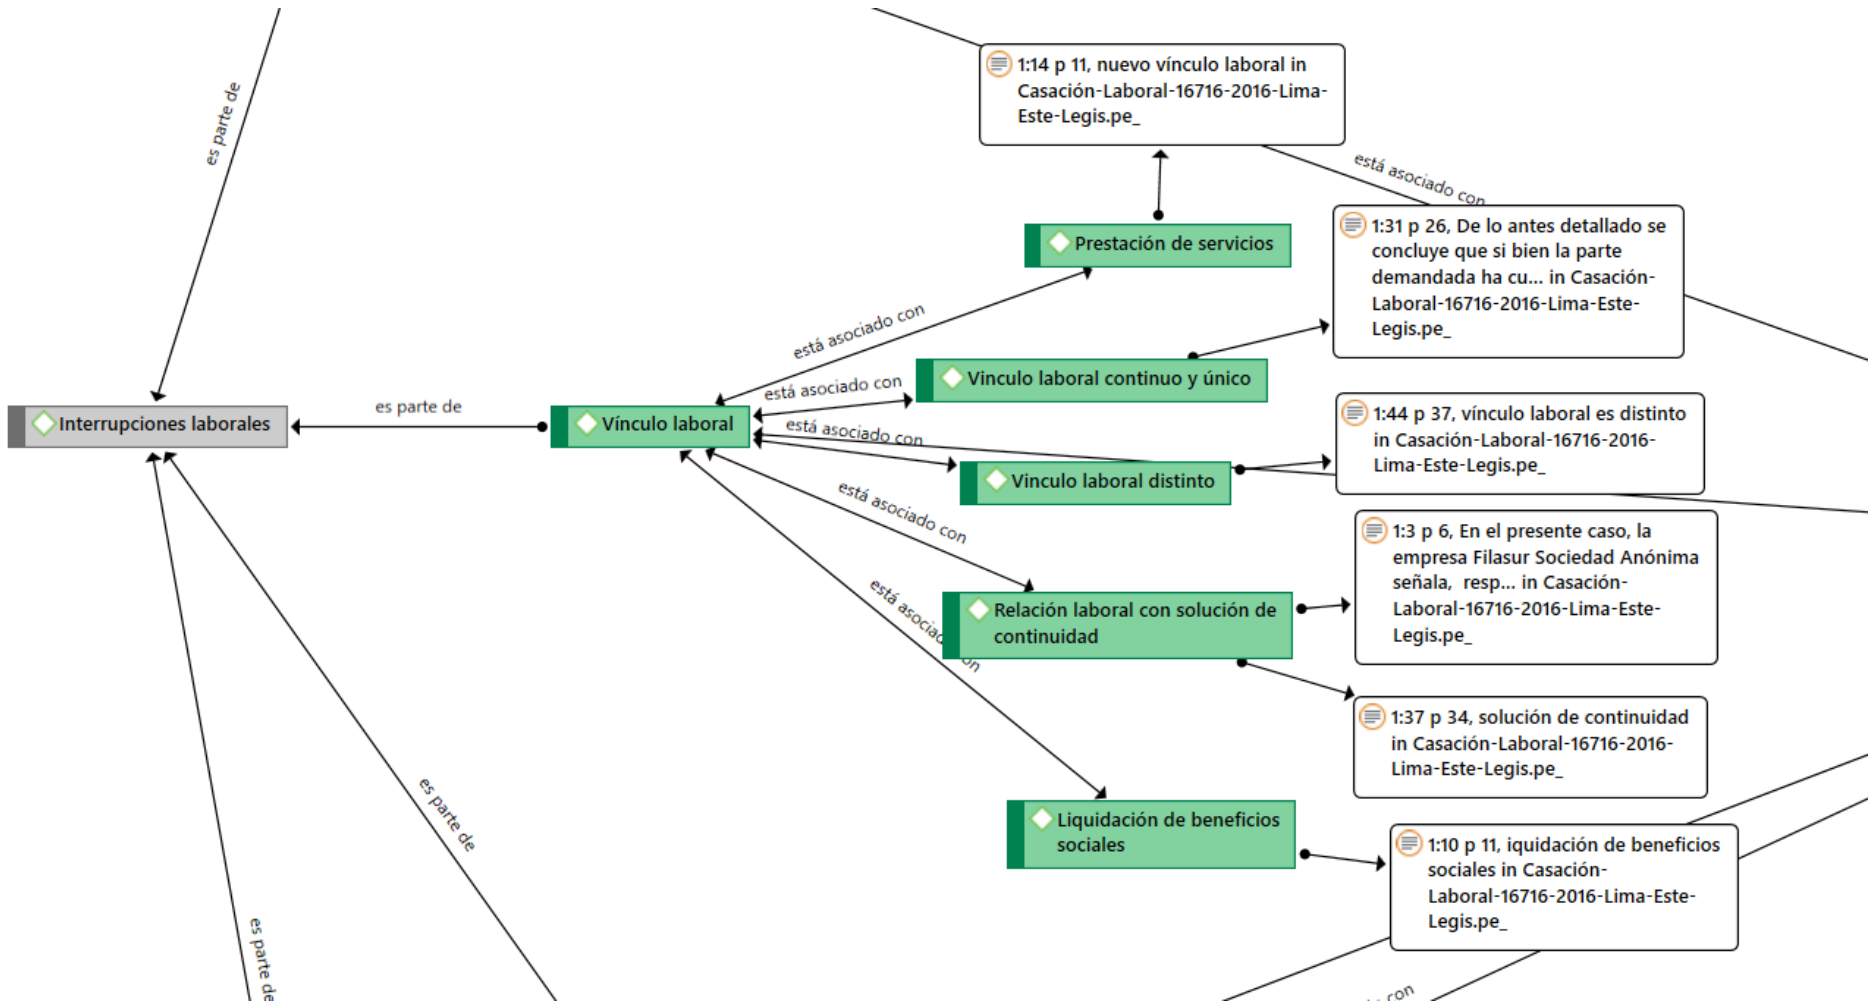 es parte de
1:14 p 11, nuevo vínculo laboral in
Casación-Laboral-16716-2016-Lima-
Este-Legis.pe_
está asociado con
Prestación de servicios
1:31 p 26, De lo antes detallado se
concluye que si bien la parte
demandada ha cu... in Casación-
Laboral-16716-2016-Lima-Este-
Legis.pe_
está asociado con
Vinculo laboral continuo y único
está asociado con
Interrupciones laborales
es parte de
Vínculo laboral
está asociado con
1:44 p 37, vínculo laboral es distinto
in Casación-Laboral-16716-2016-
Lima-Este-Legis.pe_
Vinculo laboral distinto
está asociado con
1:3 p 6, En el presente caso, la
empresa Filasur Sociedad Anónima
señala,  resp... in Casación-
Laboral-16716-2016-Lima-Este-
Legis.pe_
Relación laboral con solución de
continuidad
está asociado con
1:37 p 34, solución de continuidad
in Casación-Laboral-16716-2016-
Lima-Este-Legis.pe_
Liquidación de beneficios
sociales
1:10 p 11, iquidación de beneficios
sociales in Casación-
Laboral-16716-2016-Lima-Este-
Legis.pe_
es parte de
es parte de
con